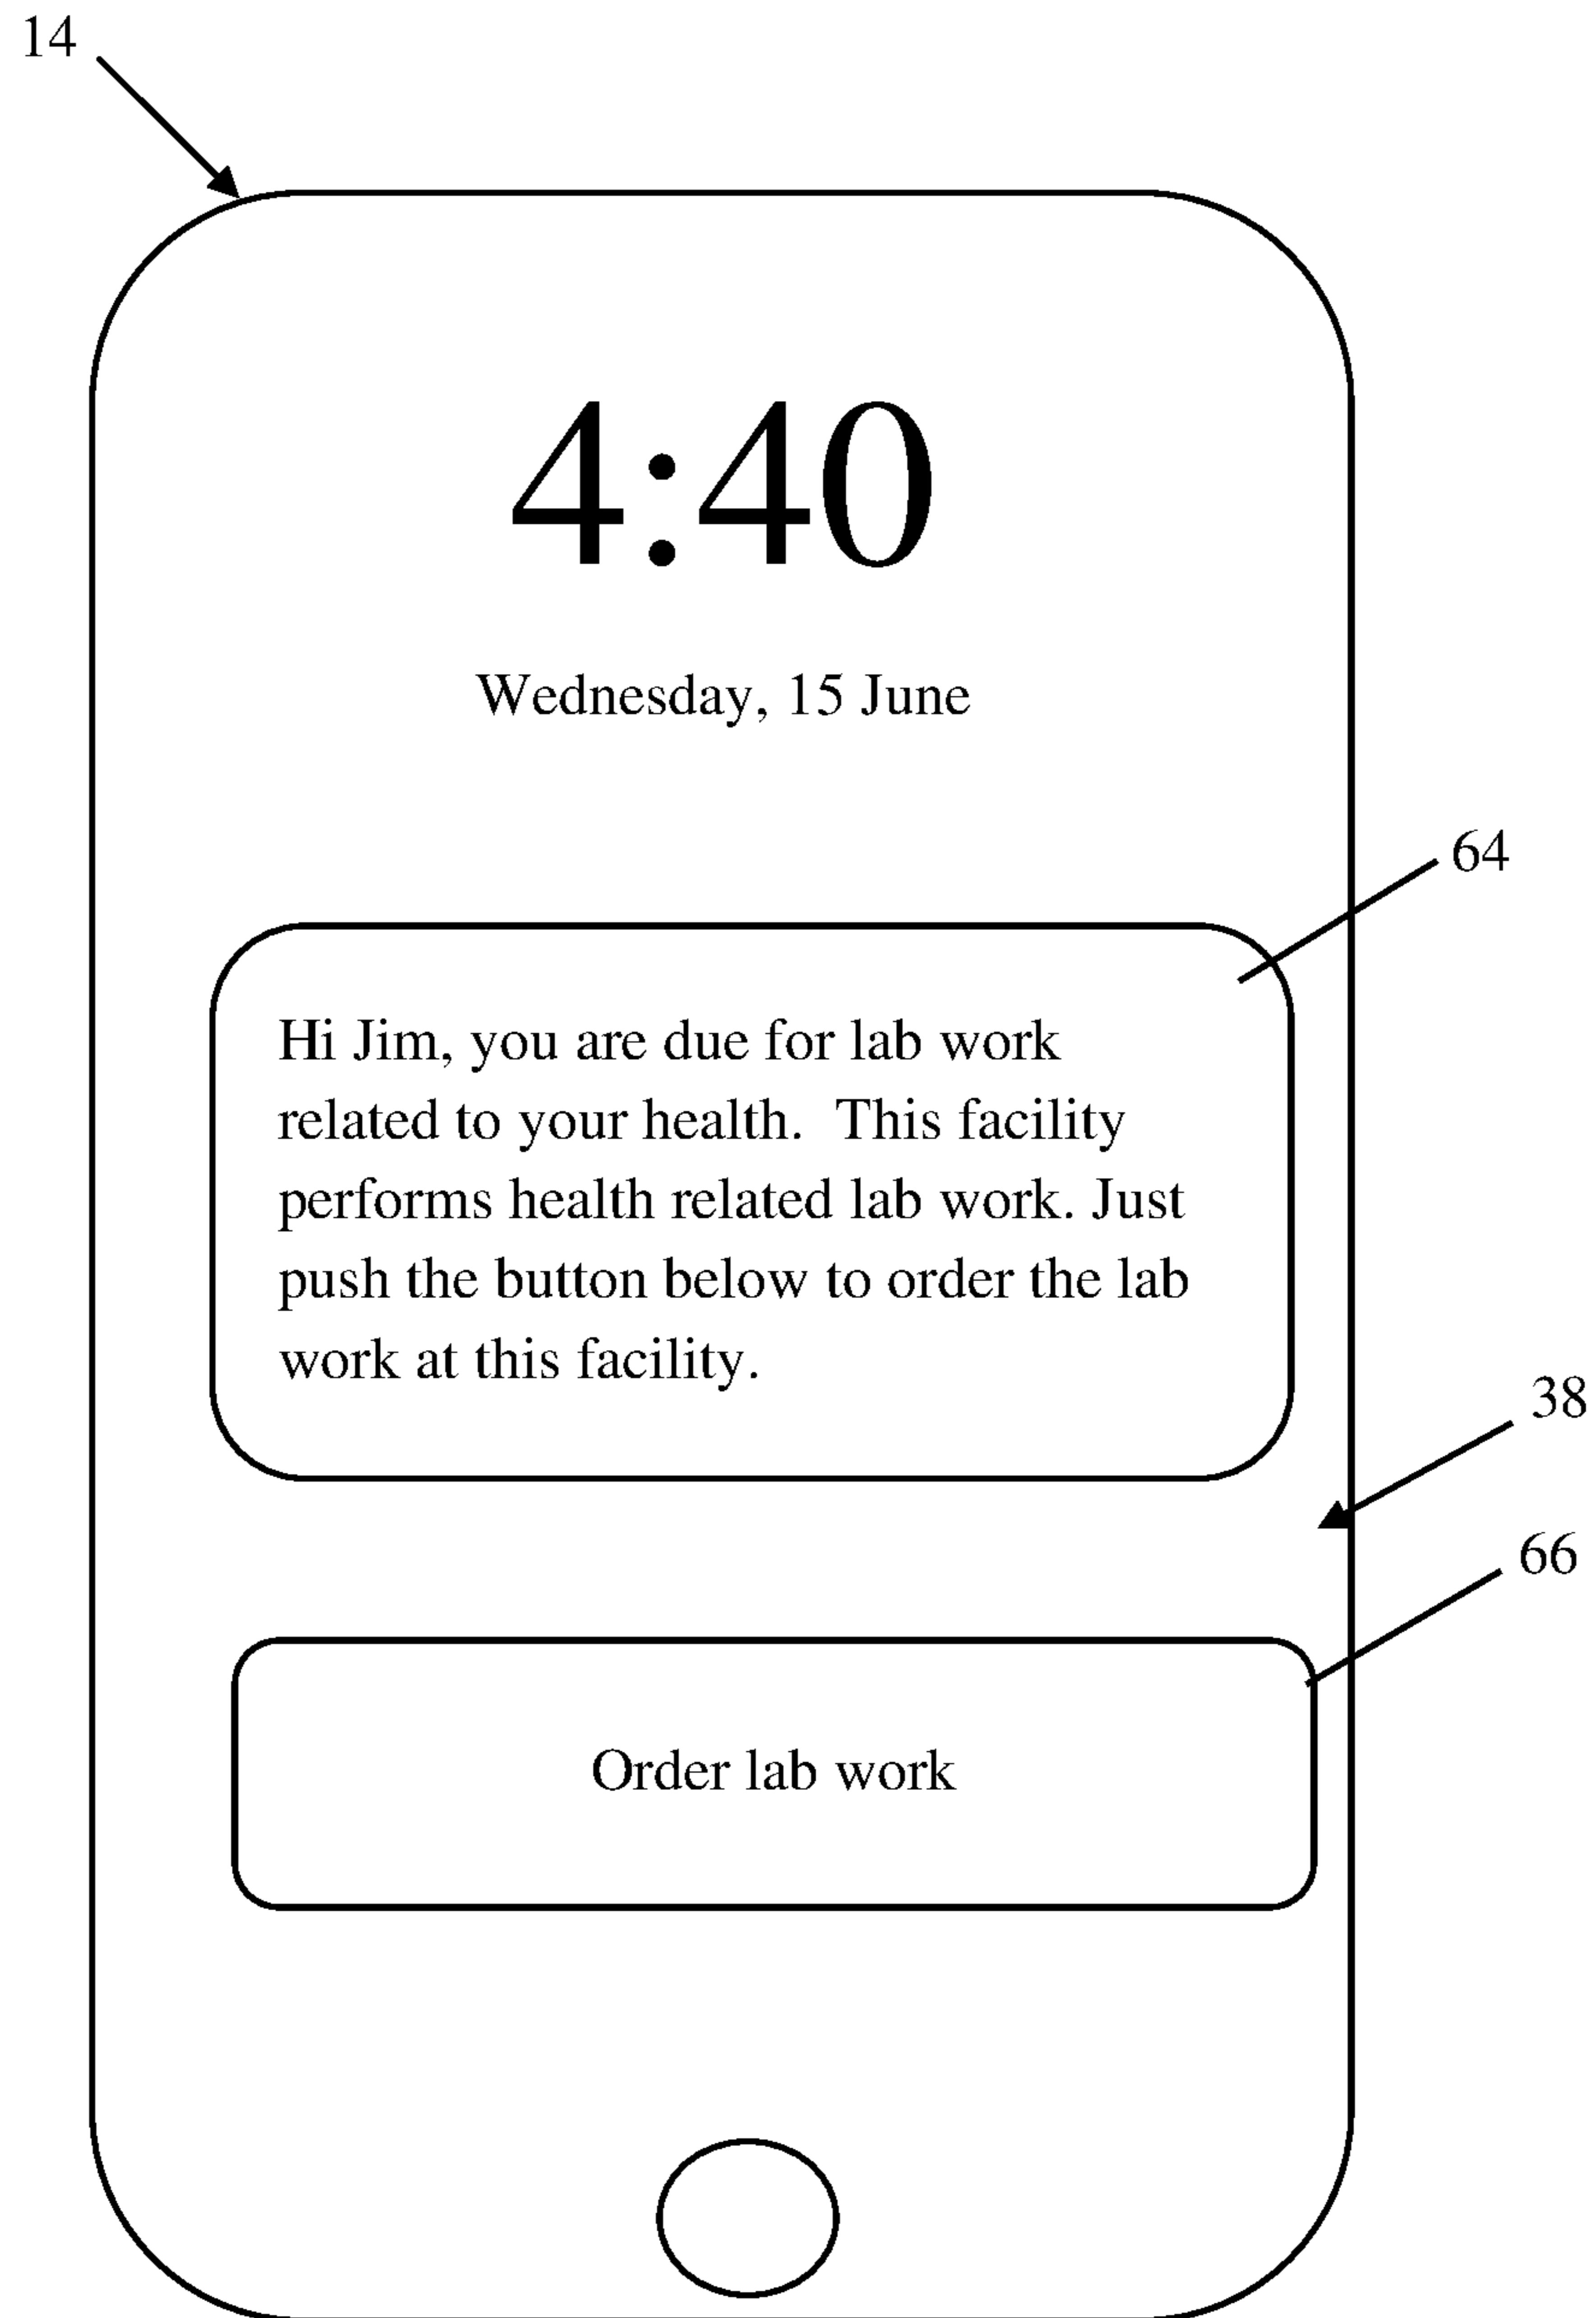 14
4:40
Wednesday, 15 June
64
Hi Jim, you are due for lab work
related to your health.  This facility
performs health related lab work. Just
push the button below to order the lab
work at this facility.
38
66
Order lab work